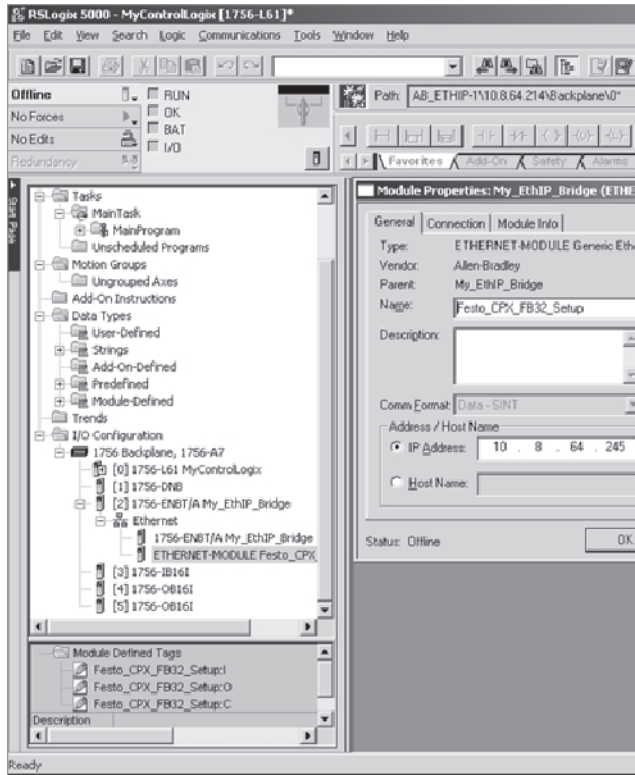 RSLogix 5000 - MyControlLogix [1756-L61]*
File Edit View Search Logic Communications Tools Window Help
Offline
RUN
No Forces
OK
No Edits
BAT
Redundancy
I/O
Path: AB_ETHIP-1\10.8.64.214\Backplane\0*
Favorites Add-On Safety Alarms
Start Page
Tasks
MainTask
MainProgram
Unscheduled Programs
Motion Groups
Ungrouped Axes
Add-On Instructions
Data Types
User-Defined
Strings
Add-On-Defined
Predefined
Module-Defined
Trends
I/O Configuration
1756 Backplane, 1756-A7
[0] 1756-L61 MyControlLogix
[1] 1756-DNB
[2] 1756-ENBT/A My_EthIP_Bridge
Ethernet
1756-ENBT/A My_EthIP_Bridge
ETHERNET-MODULE Festo_CPX_
[3] 1756-IB16I
[4] 1756-OB16I
[5] 1756-OB16I
Module Defined Tags
Festo_CPX_FB32_Setup:I
Festo_CPX_FB32_Setup:O
Festo_CPX_FB32_Setup:C
Description
Ready
Module Properties: My_EthIP_Bridge (ETHE
General Connection Module Info
Type: ETHERNET-MODULE Generic Ethe
Vendor: Allen-Bradley
Parent: My_EthIP_Bridge
Name: Festo_CPX_FB32_Setup
Description:
Comm Format: Data - SINT
Address / Host Name
IP Address: 10 . 8 . 64 . 245
Host Name:
Status: Offline
OK